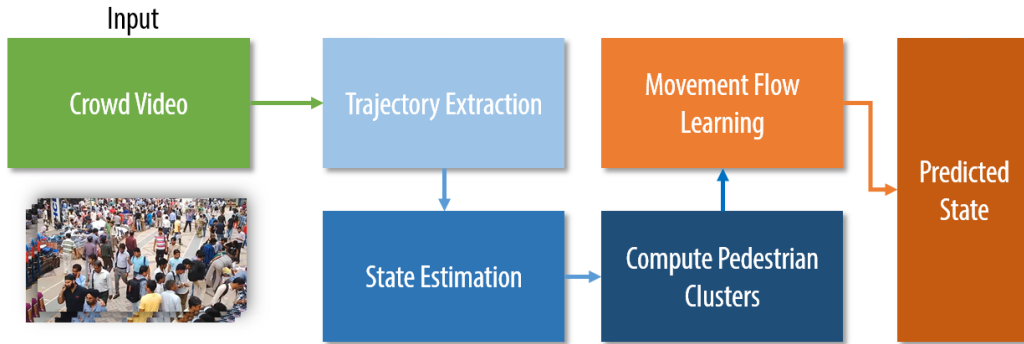 Input
Crowd Video
Trajectory Extraction
State Estimation
Compute Pedestrian
Clusters
Movement Flow
Learning
Predicted
State